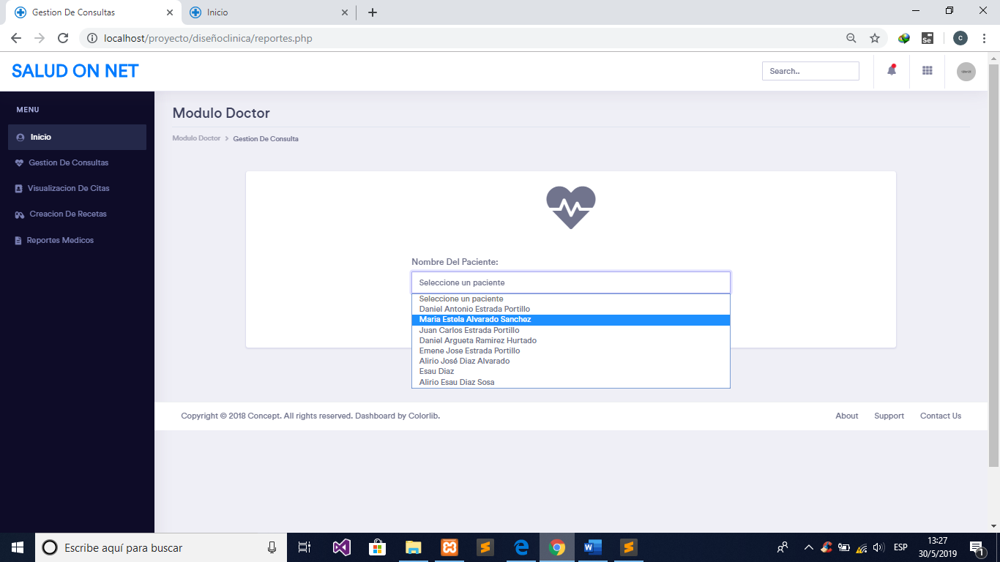 Gestion De Consultas
Inicio
localhost/proyecto/diseñoclinica/reportes.php
Se
c
SALUD ON NET
Search..
MENU
Inicio
Gestion De Consultas
Visualizacion De Citas
Creacion De Recetas
Reportes Medicos
Modulo Doctor
Modulo Doctor > Gestion De Consulta
Nombre Del Paciente:
Seleccione un paciente
Seleccione un paciente
Daniel Antonio Estrada Portillo
Maria Estela Alvarado Sanchez
Juan Carlos Estrada Portillo
Daniel Argueta Ramirez Hurtado
Emene Jose Estrada Portillo
Alirio José Diaz Alvarado
Esau Diaz
Alirio Esau Diaz Sosa
Copyright © 2018 Concept. All rights reserved. Dashboard by Colorlib.
About Support Contact Us
Escribe aquí para buscar
ESP
13:27
30/5/2019
1